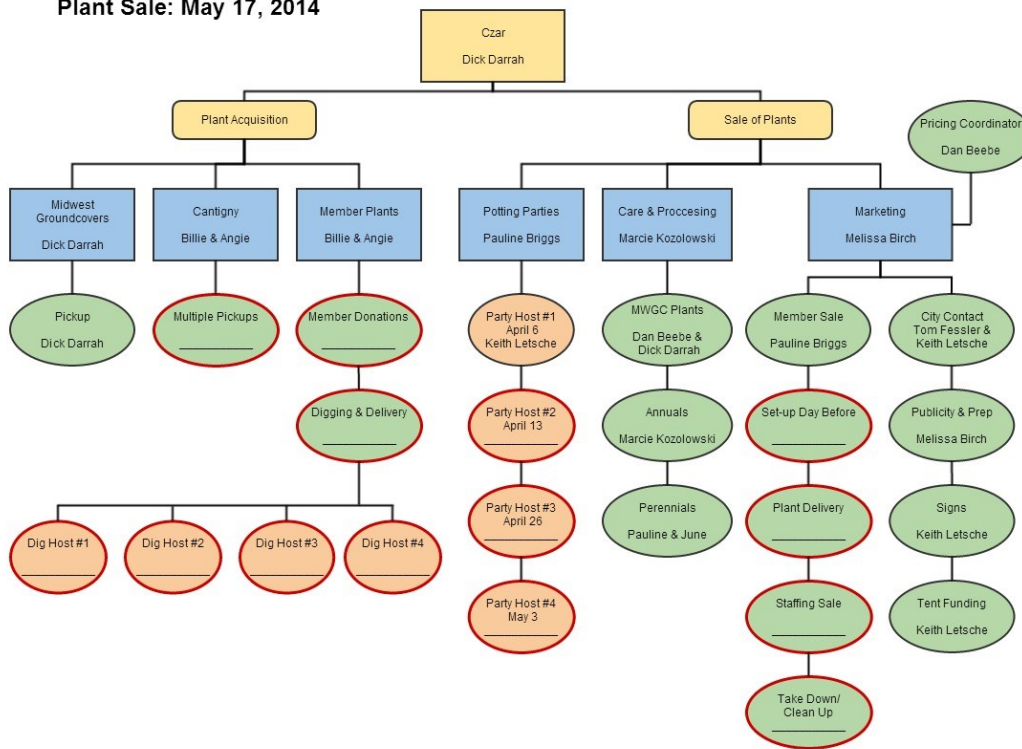 Plant Sale: May 17, 2014
Czar
Dick Darrah
Plant Acquisition
Sale of Plants
Pricing Coordinator
Dan Beebe
Midwest
Groundcovers
Dick Darrah
Cantigny
Billie & Angie
Member Plants
Billie & Angie
Potting Parties
Pauline Briggs
Care & Proccesing
Marcie Kozolowski
Marketing
Melissa Birch
Pickup
Dick Darrah
Multiple Pickups
Member Donations
Digging & Delivery
Dig Host #1
Dig Host #2
Dig Host #3
Dig Host #4
Party Host #1
April 6
Keith Letsche
Party Host #2
April 13
Party Host #3
April 26
Party Host #4
May 3
MWGC Plants
Dan Beebe &
Dick Darrah
Annuals
Marcie Kozolowski
Perennials
Pauline & June
Member Sale
Pauline Briggs
Set-up Day Before
Plant Delivery
Staffing Sale
Take Down/
Clean Up
City Contact
Tom Fessler &
Keith Letsche
Publicity & Prep
Melissa Birch
Signs
Keith Letsche
Tent Funding
Keith Letsche